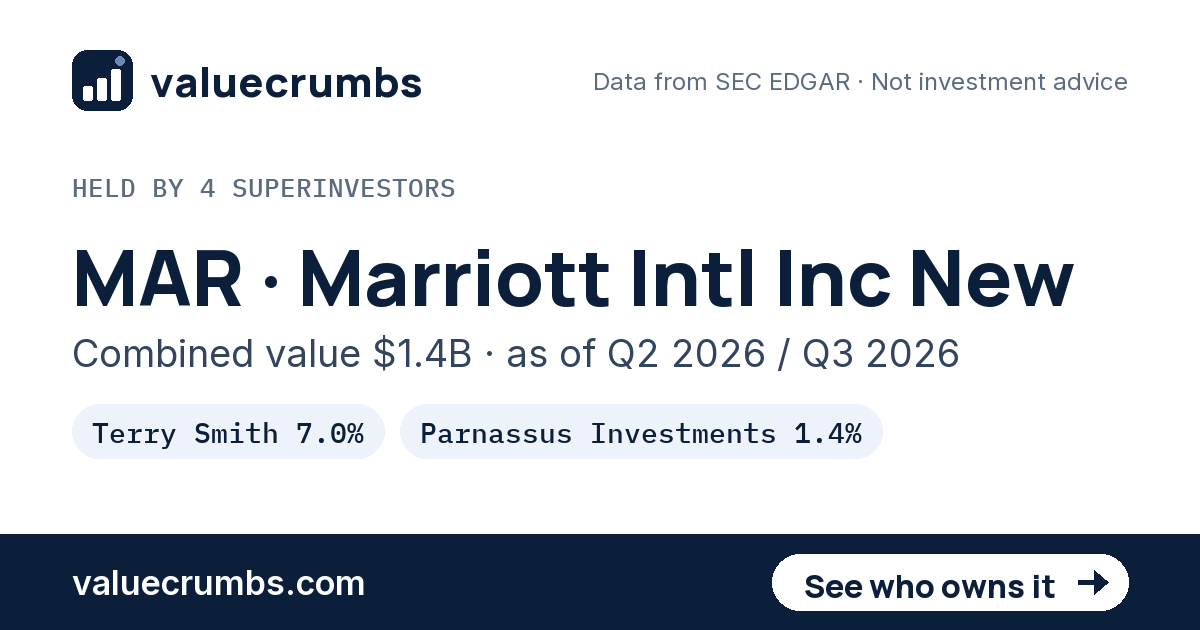 valuecrumbs
Data from SEC EDGAR · Not investment advice
HELD BY 4 SUPERINVESTORS
MAR · Marriott Intl Inc New
Combined value $1.4B · as of Q2 2026 / Q3 2026
Terry Smith 7.0%
Parnassus Investments 1.4%
valuecrumbs.com
See who owns it →